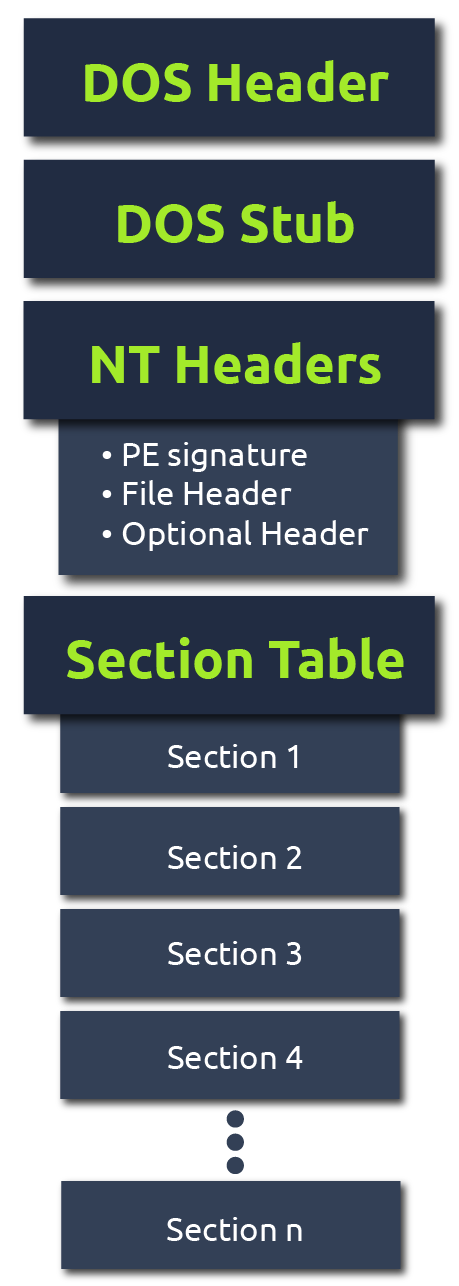 DOS Header
DOS Stub
NT Headers
• PE signature
• File Header
• Optional Header
Section Table
Section 1
Section 2
Section 3
Section 4
Section n